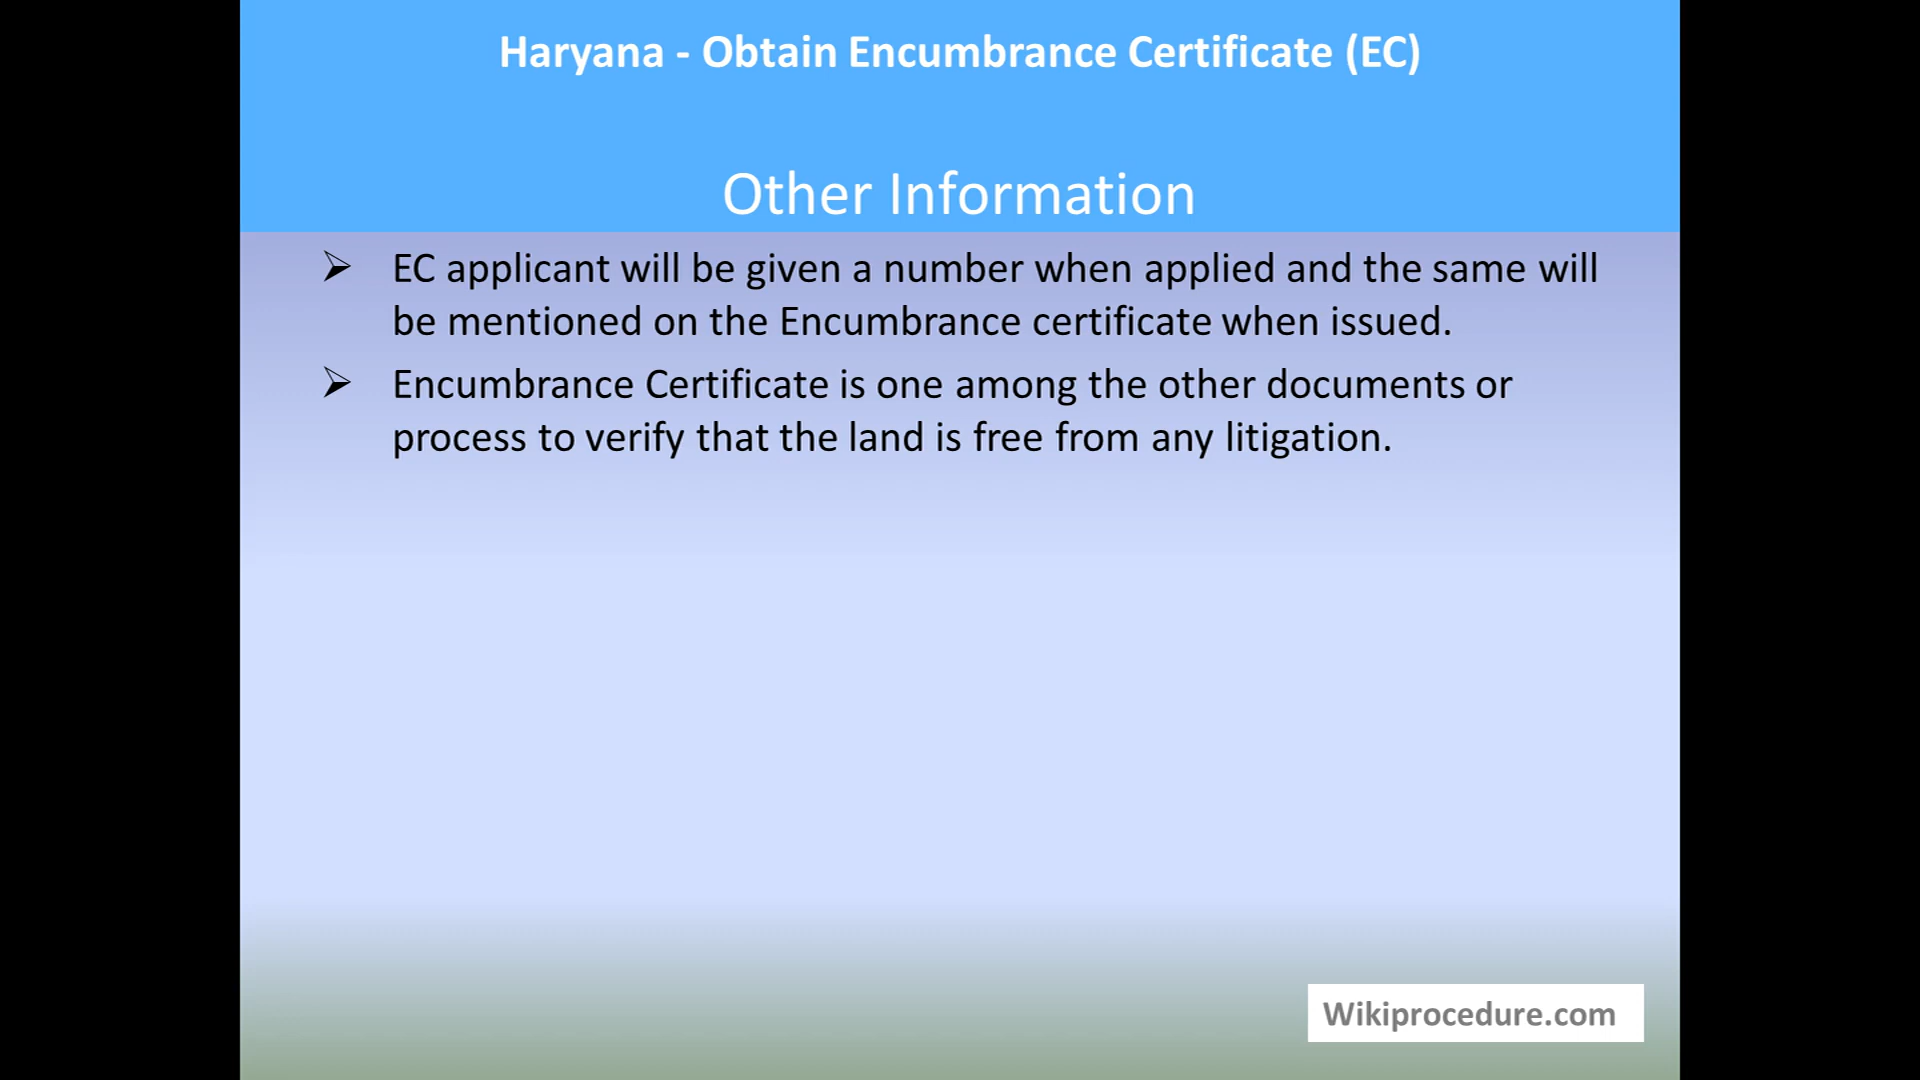 Haryana - Obtain Encumbrance Certificate (EC)
Other Information
➢ EC applicant will be given a number when applied and the same will
be mentioned on the Encumbrance certificate when issued.
➢ Encumbrance Certificate is one among the other documents or
process to verify that the land is free from any litigation.
Wikiprocedure.com